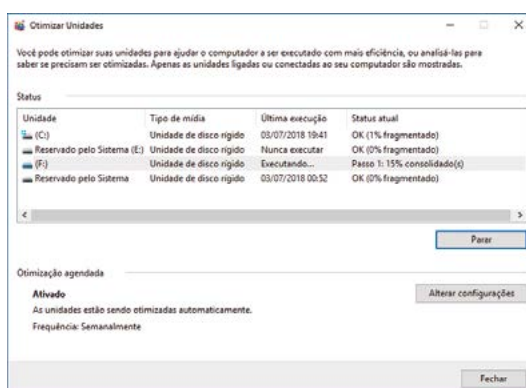 Otimizar Unidades
Você pode otimizar suas unidades para ajudar o computador a ser executado com mais eficiência, ou analisá-las para
saber se precisam ser otimizadas. Apenas as unidades ligadas ou conectadas ao seu computador são mostradas.
Status
Unidade Tipo de mídia Última execução Status atual
(C:) Unidade de disco rígido 03/07/2018 19:41 OK (1% fragmentado)
Reservado pelo Sistema (E:) Unidade de disco rígido Nunca executar OK (0% fragmentado)
(F:) Unidade de disco rígido Executando... Passo 1: 15% consolidado(s)
Reservado pelo Sistema Unidade de disco rígido 03/07/2018 00:52 OK (0% fragmentado)
Parar
Otimização agendada
Ativado Alterar configurações
As unidades estão sendo otimizadas automaticamente.
Frequência: Semanalmente
Fechar